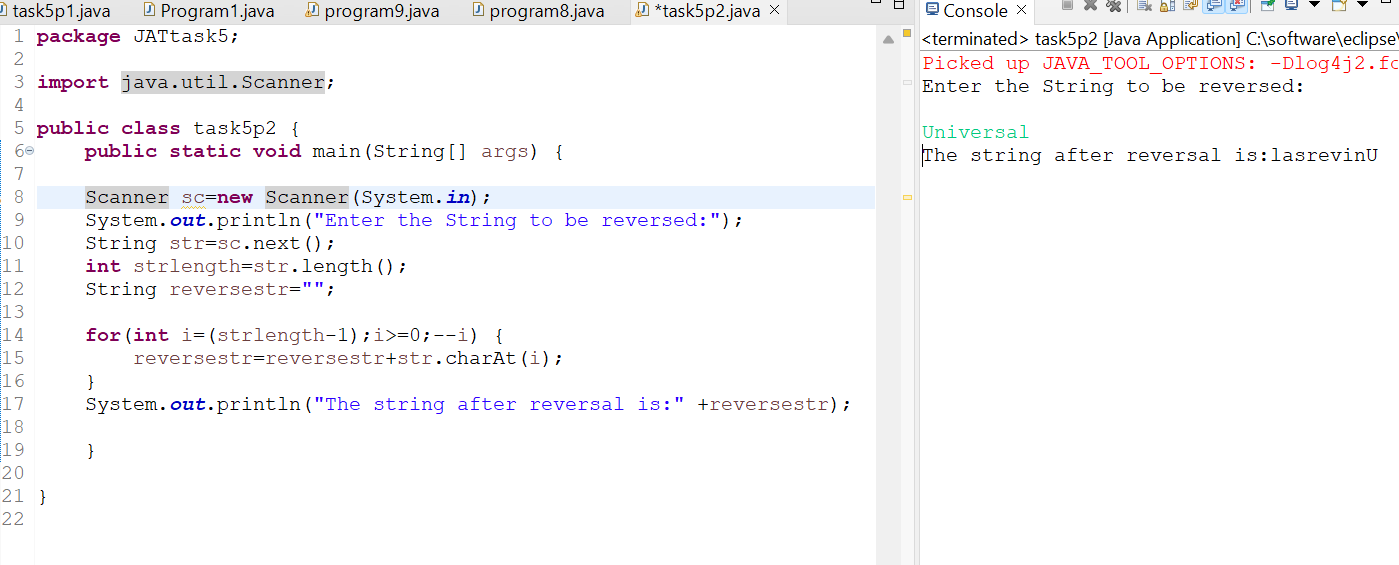 task5p1.java Program1.java program9.java program8.java *task5p2.java
1 package JATtask5;
2
3 import java.util.Scanner;
4
5 public class task5p2 {
6 public static void main(String[] args) {
7
8 Scanner sc=new Scanner(System.in);
9 System.out.println("Enter the String to be reversed:");
10 String str=sc.next();
11 int strlength=str.length();
12 String reversestr="";
13
14 for(int i=(strlength-1);i>=0;--i) {
15 reversestr=reversestr+str.charAt(i);
16 }
17 System.out.println("The string after reversal is:" +reversestr);
18
19 }
20
21 }
22
Console
<terminated> task5p2 [Java Application] C:\software\eclipse\
Picked up JAVA_TOOL_OPTIONS: -Dlog4j2.fo
Enter the String to be reversed:
Universal
The string after reversal is:lasrevinU